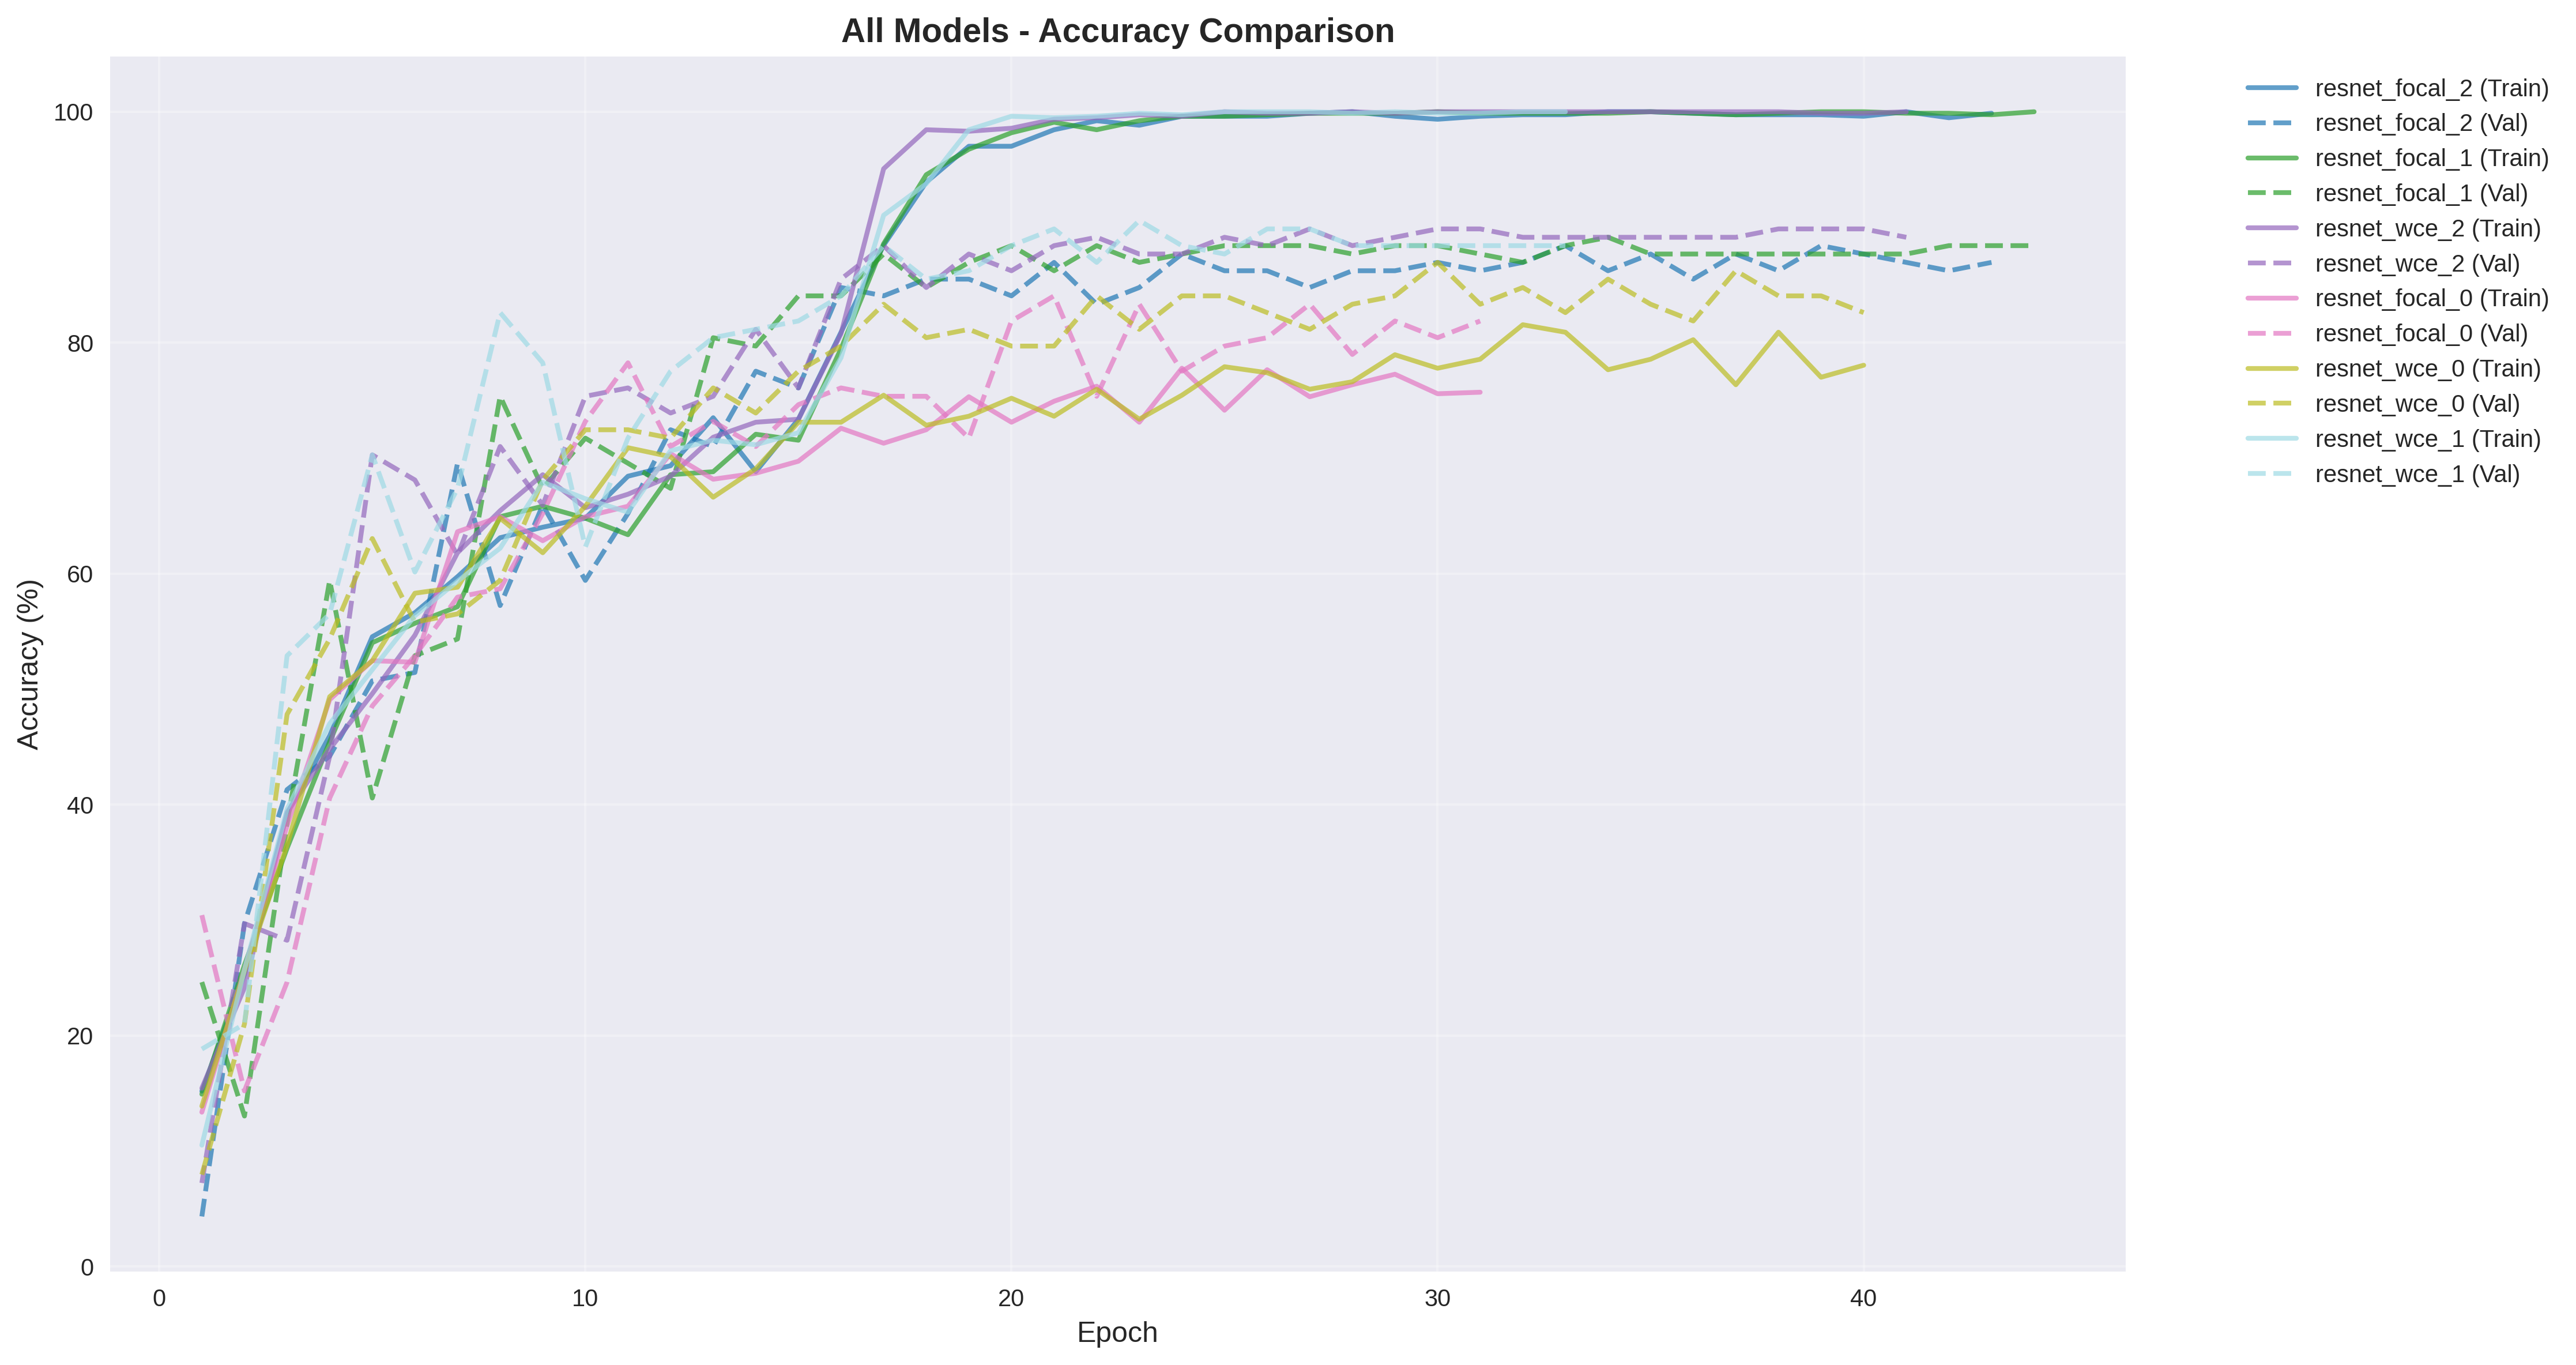 All Models - Accuracy Comparison
100
80
60
40
20
0
Accuracy (%)
0 10 20 30 40
Epoch
resnet_focal_2 (Train)
resnet_focal_2 (Val)
resnet_focal_1 (Train)
resnet_focal_1 (Val)
resnet_wce_2 (Train)
resnet_wce_2 (Val)
resnet_focal_0 (Train)
resnet_focal_0 (Val)
resnet_wce_0 (Train)
resnet_wce_0 (Val)
resnet_wce_1 (Train)
resnet_wce_1 (Val)